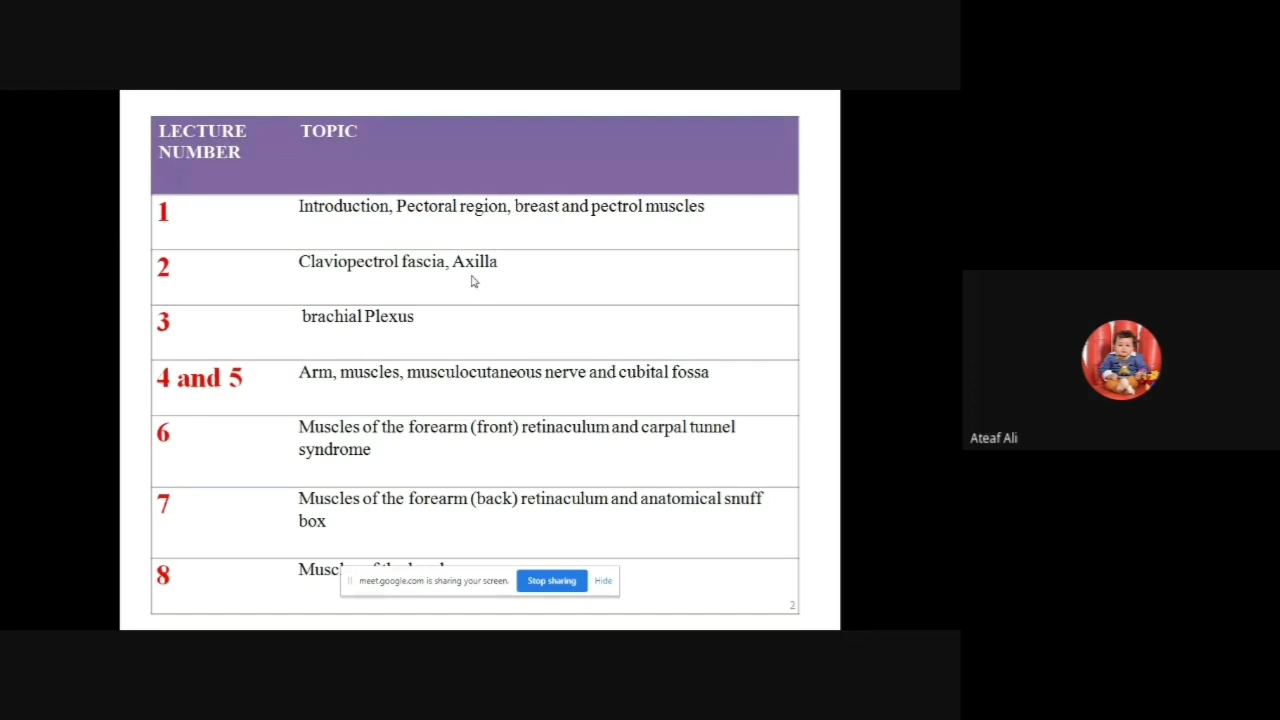 LECTURE
NUMBER
TOPIC
1
Introduction, Pectoral region, breast and pectrol muscles
2
Claviopectrol fascia, Axilla
3
brachial Plexus
4 and 5
Arm, muscles, musculocutaneous nerve and cubital fossa
6
Muscles of the forearm (front) retinaculum and carpal tunnel
syndrome
7
Muscles of the forearm (back) retinaculum and anatomical snuff
box
8
meet.google.com is sharing your screen.
Stop sharing
Hide
2
Ateaf Ali